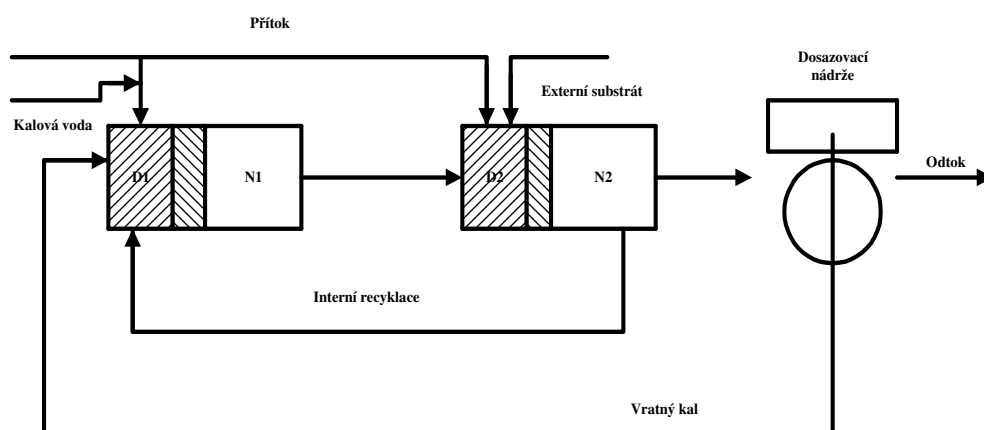 Přítok
Dosazovací
nádrže
Externí substrát
Kalová voda
D1
N1
D2
N2
Odtok
Interní recyklace
Vratný kal